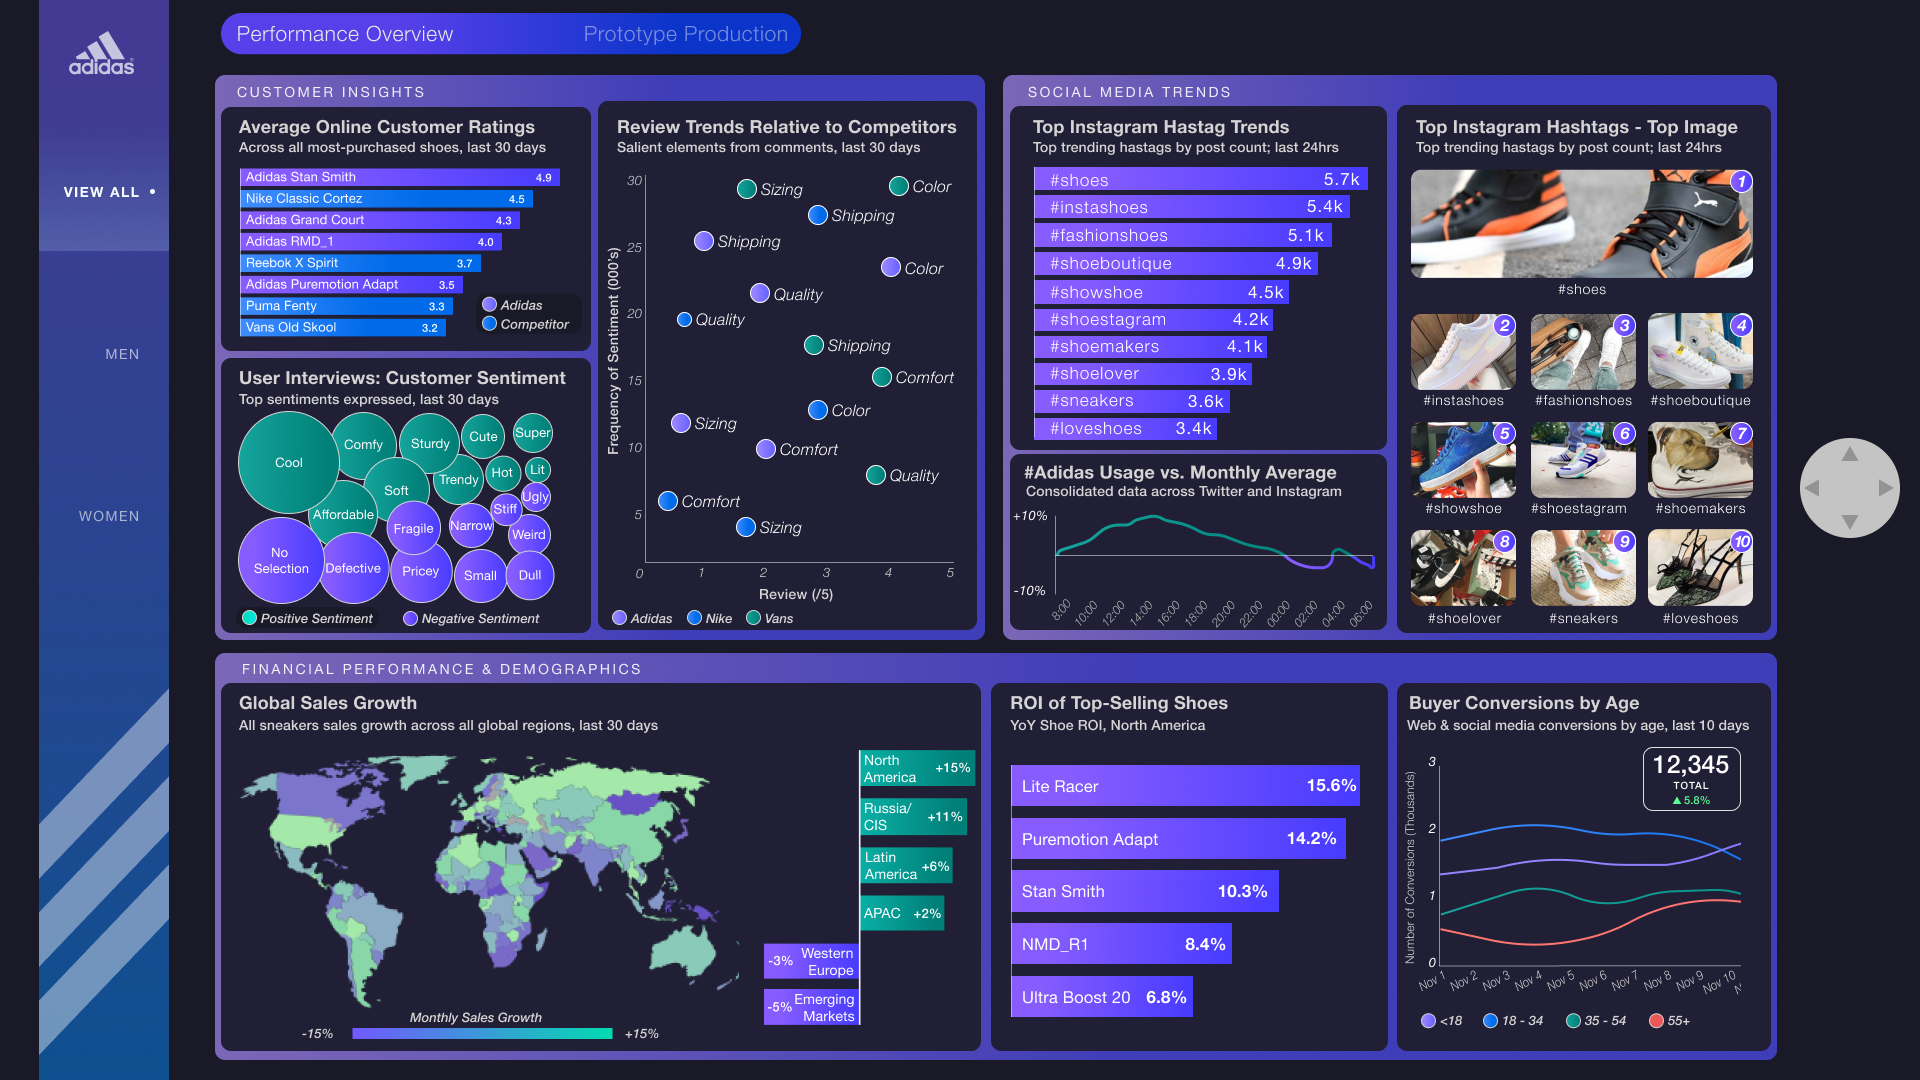 adidas
VIEW ALL •
MEN
WOMEN
Performance Overview
Prototype Production
CUSTOMER INSIGHTS
Average Online Customer Ratings
Across all most-purchased shoes, last 30 days
Adidas Stan Smith 4.9
Nike Classic Cortez 4.5
Adidas Grand Court 4.3
Adidas RMD_1 4.0
Reebok X Spirit 3.7
Adidas Puremotion Adapt 3.5
Puma Fenty 3.3
Vans Old Skool 3.2
Adidas
Competitor
User Interviews: Customer Sentiment
Top sentiments expressed, last 30 days
Cool
Comfy
Sturdy
Cute
Super
Soft
Trendy
Hot
Lit
Affordable
Fragile
Narrow
Stiff
Ugly
Weird
No
Selection
Defective
Pricey
Small
Dull
Positive Sentiment
Negative Sentiment
Review Trends Relative to Competitors
Salient elements from comments, last 30 days
Frequency of Sentiment (000's)
30
25
20
15
10
5
Sizing
Color
Shipping
Shipping
Color
Quality
Quality
Shipping
Comfort
Color
Sizing
Comfort
Quality
Comfort
Sizing
0 1 2 3 4 5
Review (/5)
Adidas
Nike
Vans
SOCIAL MEDIA TRENDS
Top Instagram Hastag Trends
Top trending hastags by post count; last 24hrs
#shoes 5.7k
#instashoes 5.4k
#fashionshoes 5.1k
#shoeboutique 4.9k
#showshoe 4.5k
#shoestagram 4.2k
#shoemakers 4.1k
#shoelover 3.9k
#sneakers 3.6k
#loveshoes 3.4k
#Adidas Usage vs. Monthly Average
Consolidated data across Twitter and Instagram
+10%
-10%
8:00 10:00 12:00 14:00 16:00 18:00 20:00 22:00 00:00 02:00 04:00 06:00
Top Instagram Hashtags - Top Image
Top trending hastags by post count; last 24hrs
1
#shoes
2
3
4
#instashoes
#fashionshoes
#shoeboutique
5
6
7
#showshoe
#shoestagram
#shoemakers
8
9
10
#shoelover
#sneakers
#loveshoes
FINANCIAL PERFORMANCE & DEMOGRAPHICS
Global Sales Growth
All sneakers sales growth across all global regions, last 30 days
North
America +15%
Russia/
CIS +11%
Latin
America +6%
APAC +2%
-3% Western
Europe
-5% Emerging
Markets
Monthly Sales Growth
-15%
+15%
ROI of Top-Selling Shoes
YoY Shoe ROI, North America
Lite Racer 15.6%
Puremotion Adapt 14.2%
Stan Smith 10.3%
NMD_R1 8.4%
Ultra Boost 20 6.8%
Buyer Conversions by Age
Web & social media conversions by age, last 10 days
12,345
TOTAL
▲5.8%
Number of Conversions (Thousands)
3
2
1
0
Nov 1 Nov 2 Nov 3 Nov 4 Nov 5 Nov 6 Nov 7 Nov 8 Nov 9 Nov 10
<18
18 - 34
35 - 54
55+